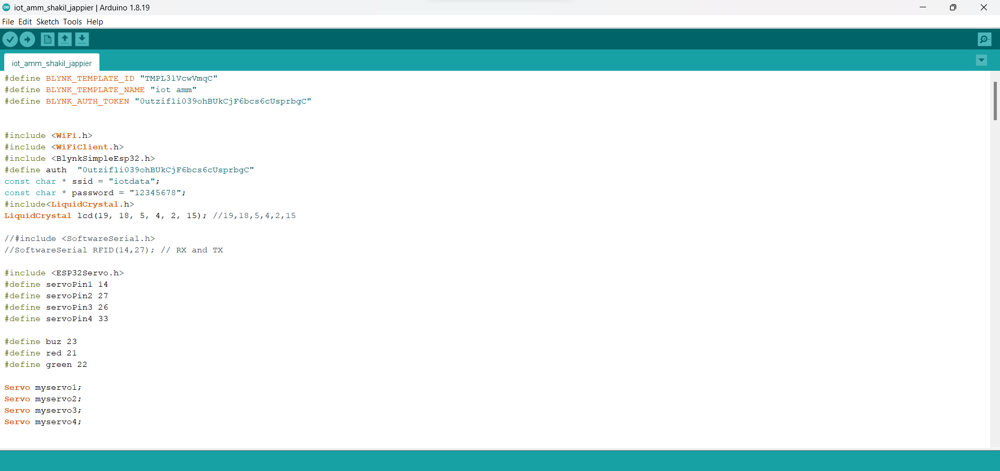 iot_amm_shakil_jappier | Arduino 1.8.19
File Edit Sketch Tools Help
iot_amm_shakil_jappier
#define BLYNK_TEMPLATE_ID "TMPL31VcwVmqC"
#define BLYNK_TEMPLATE_NAME "iot amm"
#define BLYNK_AUTH_TOKEN "0utzif1i039ohBUkCjF6bcs6cUsprbgC"
#include <WiFi.h>
#include <WiFiClient.h>
#include <BlynkSimpleEsp32.h>
#define auth  "0utzif1i039ohBUkCjF6bcs6cUsprbgC"
const char * ssid = "iotdata";
const char * password = "12345678";
#include<LiquidCrystal.h>
LiquidCrystal lcd(19, 18, 5, 4, 2, 15); //19,18,5,4,2,15
//#include <SoftwareSerial.h>
//SoftwareSerial RFID(14,27); // RX and TX
#include <ESP32Servo.h>
#define servoPin1 14
#define servoPin2 27
#define servoPin3 26
#define servoPin4 33
#define buz 23
#define red 21
#define green 22
Servo myservo1;
Servo myservo2;
Servo myservo3;
Servo myservo4;